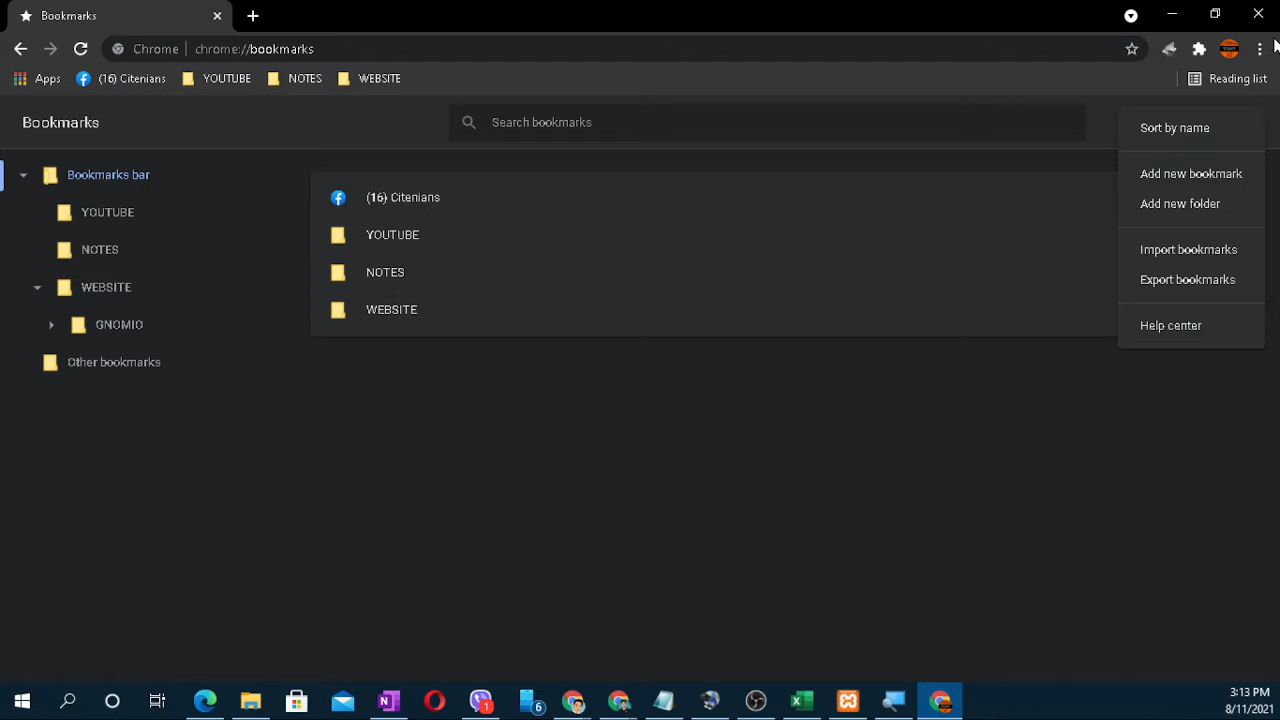 Bookmarks
Chrome chrome://bookmarks
Apps (16) Citenians YOUTUBE NOTES WEBSITE Reading list
Bookmarks
Search bookmarks
Bookmarks bar
YOUTUBE
NOTES
WEBSITE
GNOMIO
Other bookmarks
(16) Citenians
YOUTUBE
NOTES
WEBSITE
Sort by name
Add new bookmark
Add new folder
Import bookmarks
Export bookmarks
Help center
N
1
6
3:13 PM
8/11/2021